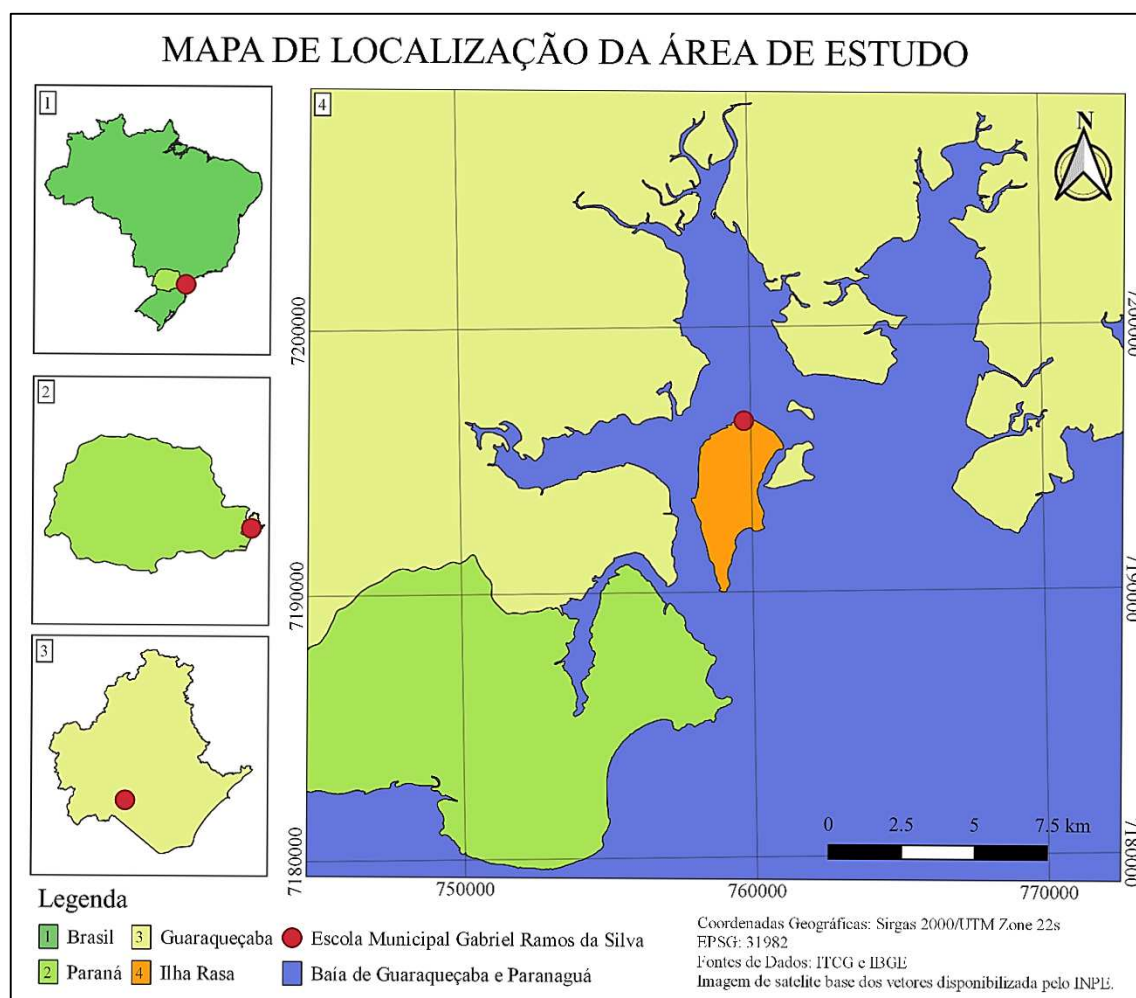 MAPA DE LOCALIZAÇÃO DA ÁREA DE ESTUDO
1
2
3
4
N
7200000
7190000
7180000
7200000
7190000
7180000
750000
760000
770000
0 2.5 5 7.5 km
Legenda
1 Brasil
3 Guaraqueçaba
Escola Municipal Gabriel Ramos da Silva
2 Paraná
4 Ilha Rasa
Baía de Guaraqueçaba e Paranaguá
Coordenadas Geográficas: Sirgas 2000/UTM Zone 22s
EPSG: 31982
Fontes de Dados: ITCG e IBGE
Imagem de satelite base dos vetores disponibilizada pelo INPE.